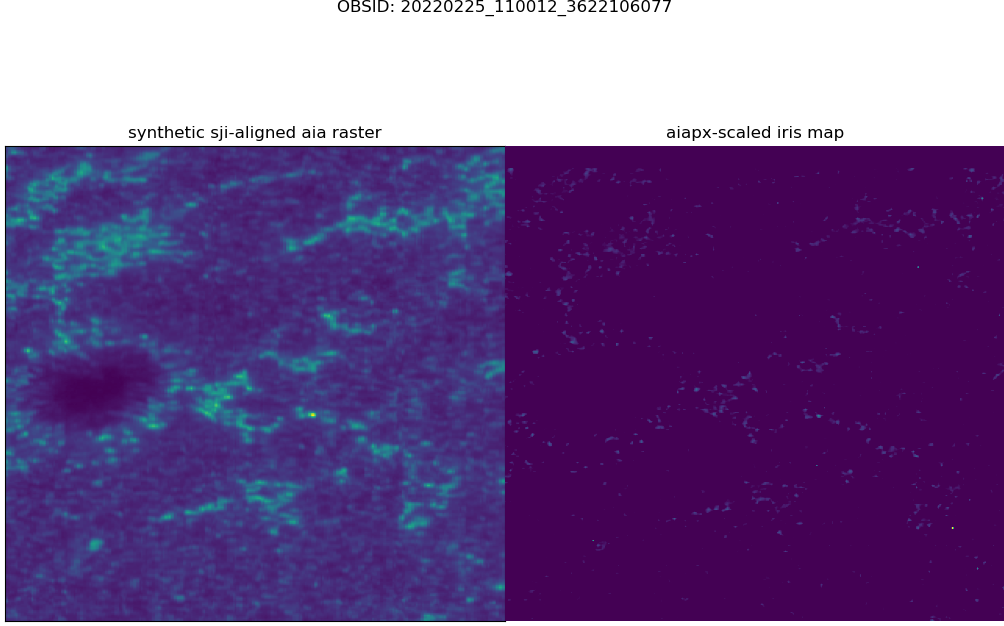 OBSID: 20220225_110012_3622106077
synthetic sji-aligned aia raster
aiapx-scaled iris map